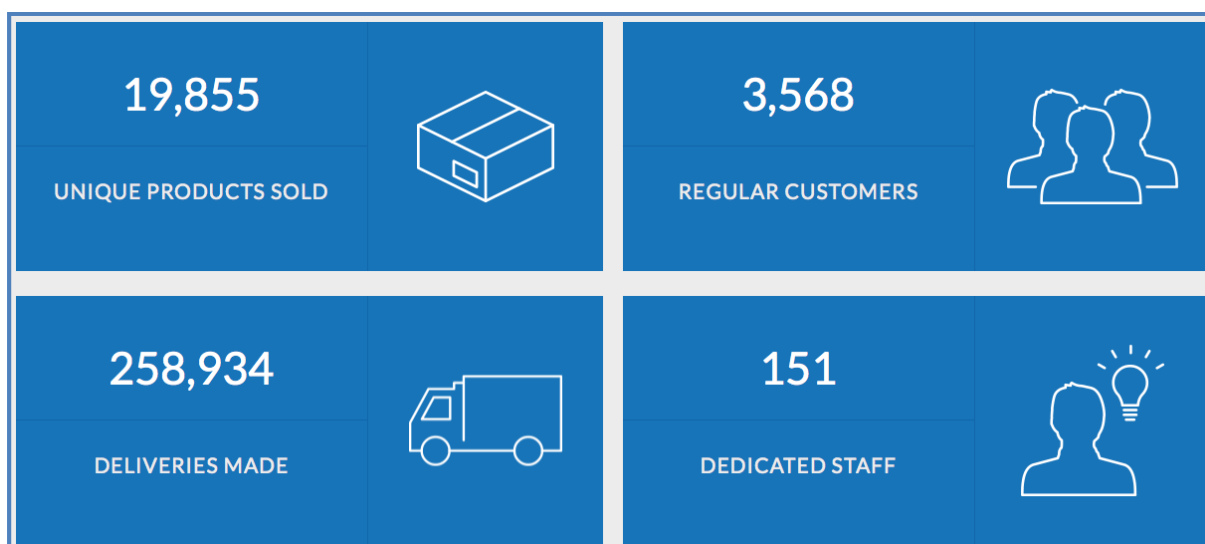 19,855
UNIQUE PRODUCTS SOLD
3,568
REGULAR CUSTOMERS
258,934
DELIVERIES MADE
151
DEDICATED STAFF